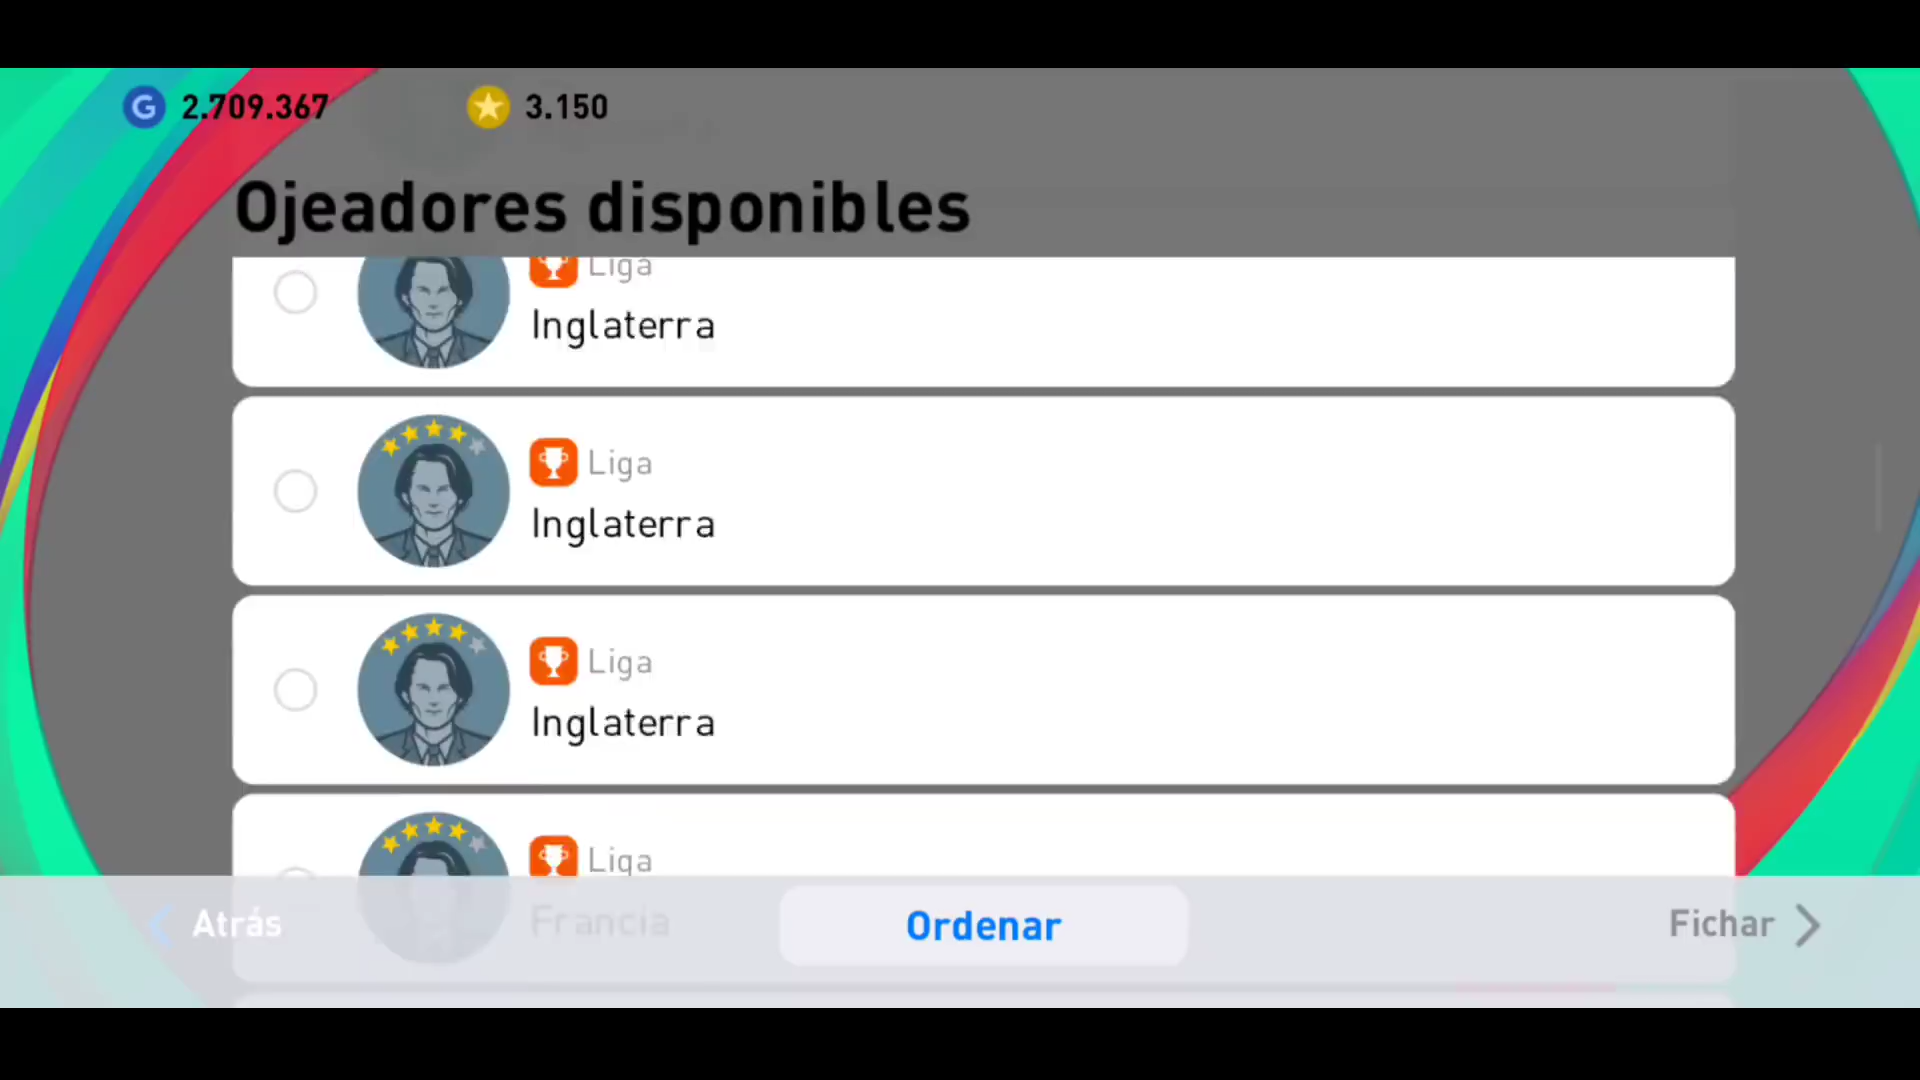 G 2.709.367 3.150
Ojeadores disponibles
Liga
Inglaterra
Liga
Inglaterra
Liga
Inglaterra
Liga
Francia
Atrás Ordenar Fichar